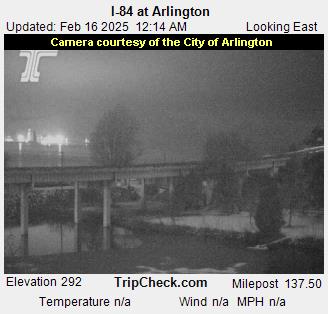 I-84 at Arlington
Updated: Feb 16 2025 12:14 AM Looking East
Camera courtesy of the City of Arlington
Elevation 292 TripCheck.com Milepost 137.50
Temperature n/a Wind n/a MPH n/a